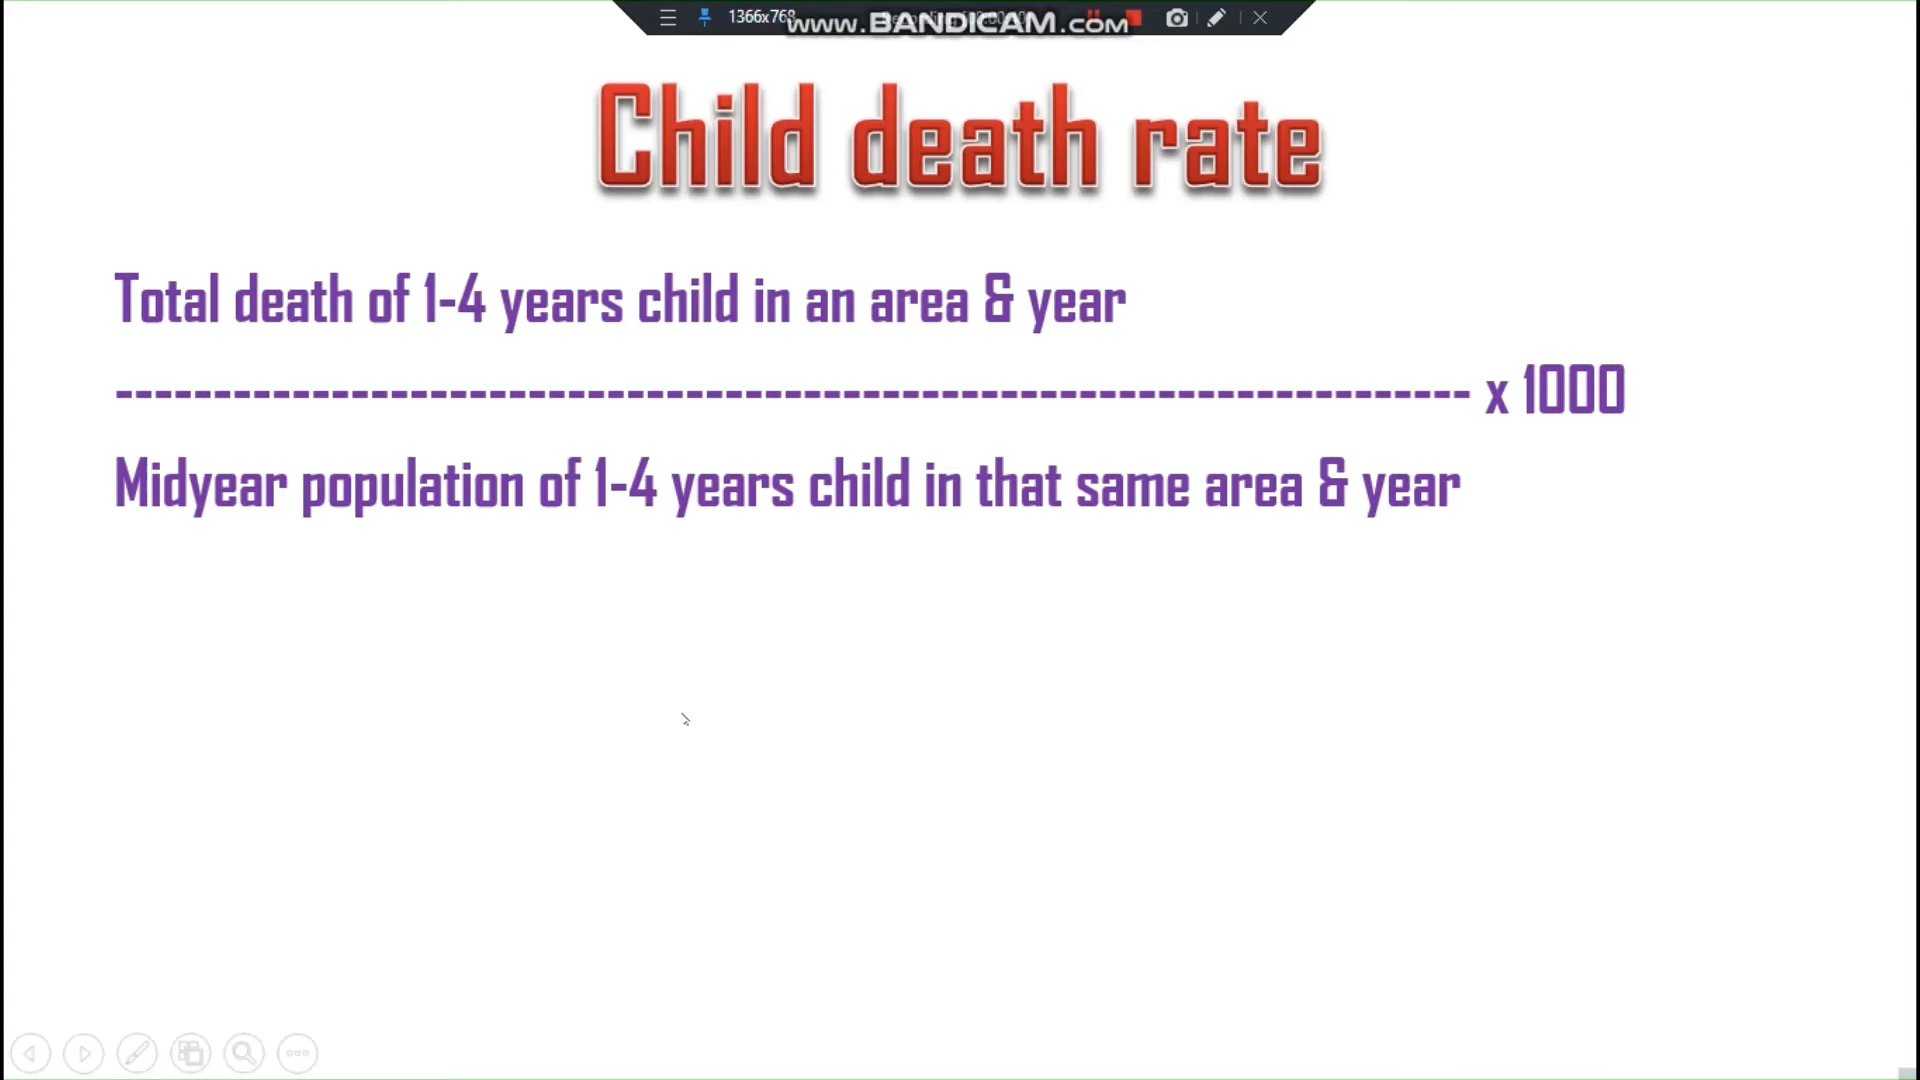 1366x768
www.BANDICAM.com
Child death rate
Total death of 1-4 years child in an area & year
--------------------------------------------------------------------- x 1000
Midyear population of 1-4 years child in that same area & year